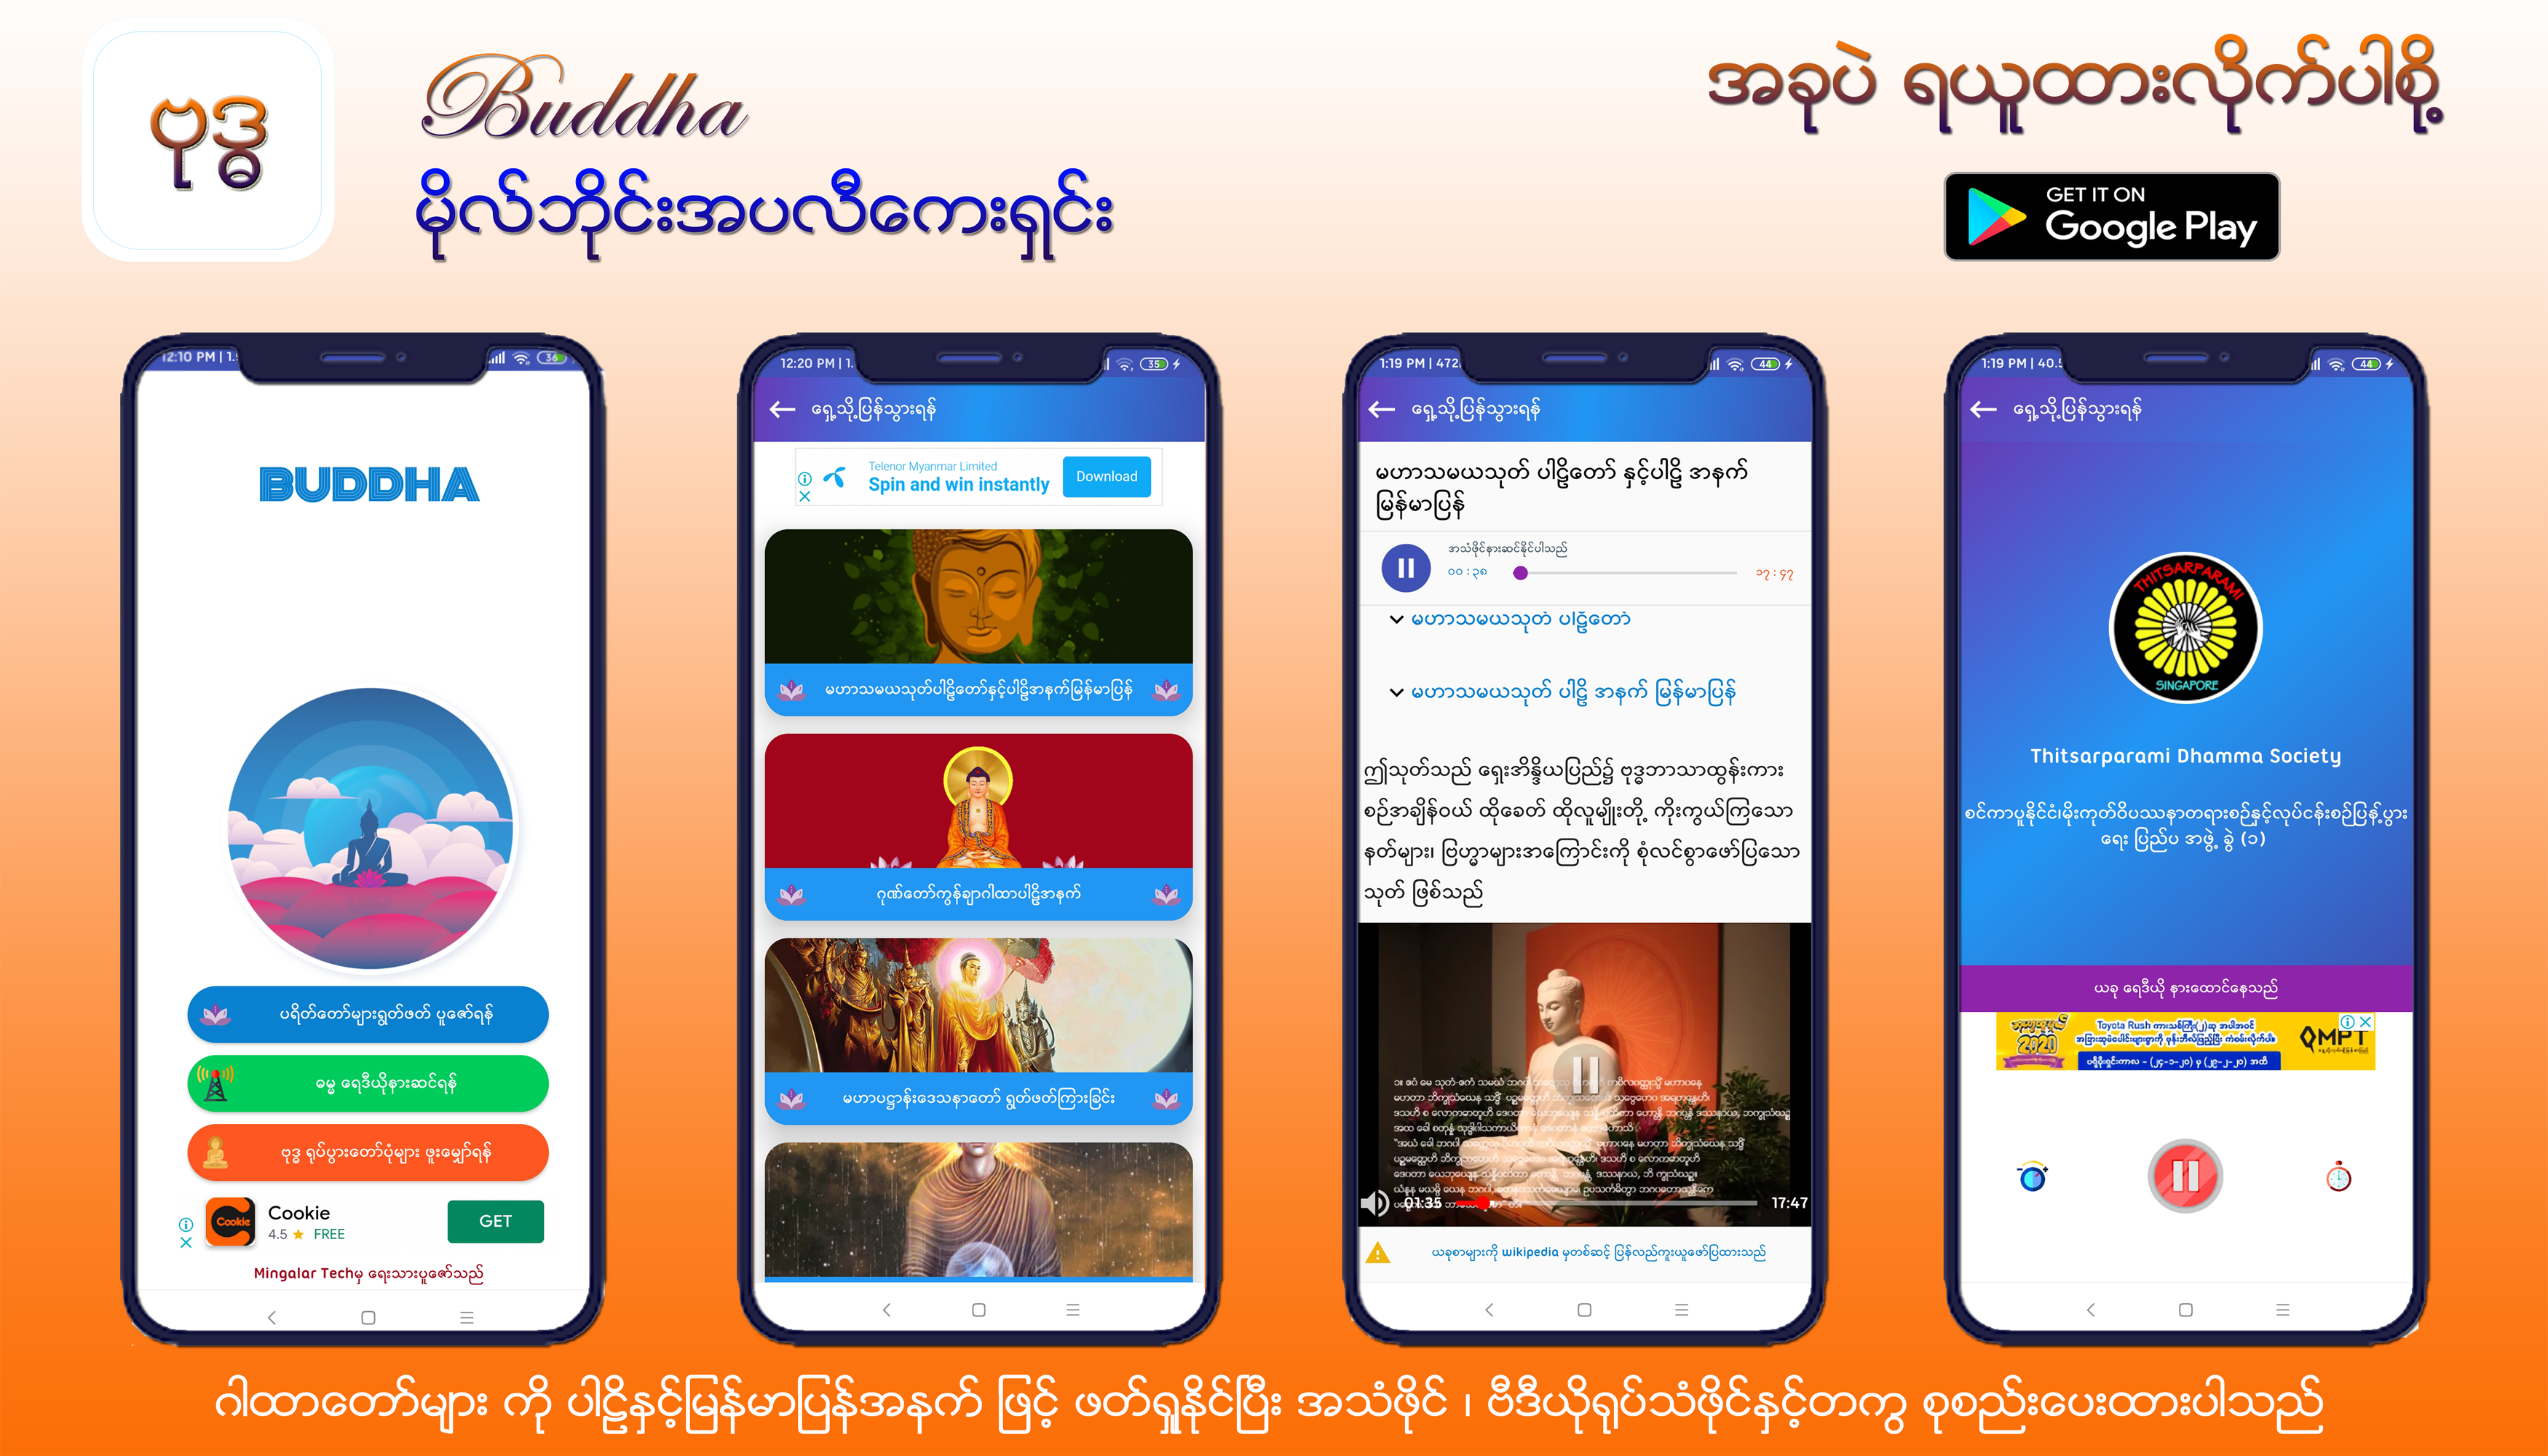 ဗုဒ္ဓ
Buddha
မိုလ်ဘိုင်းအပလီကေးရှင်း
အခုပဲ ရယူထားလိုက်ပါစို့
GET IT ON
Google Play
12:10 PM | 1.
36
BUDDHA
ပရိတ်တော်များရွတ်ဖတ် ပူဇော်ရန်
ဓမ္မ ရေဒီယိုနားဆင်ရန်
ဗုဒ္ဓ ရုပ်ပွားတော်ပုံများ ဖူးမျှော်ရန်
Cookie
Cookie
4.5 ★ FREE
GET
Mingalar Techမှ ရေးသားပူဇော်သည်
12:20 PM | 1.
35
ရှေ့သို့ပြန်သွားရန်
Telenor Myanmar Limited
Spin and win instantly
Download
မဟာသမယသုတ်ပါဠိတော်နှင့်ပါဠိအနက်မြန်မာပြန်
ဂုဏ်တော်ကွန်ချာဂါထာပါဠိအနက်
မဟာပဋ္ဌာန်းဒေသနာတော် ရွတ်ဖတ်ကြားခြင်း
1:19 PM | 472.
44
ရှေ့သို့ပြန်သွားရန်
မဟာသမယသုတ် ပါဠိတော် နှင့်ပါဠိ အနက်
မြန်မာပြန်
အသံဖိုင်နားဆင်နိုင်ပါသည်
၀၀ : ၃၈
၁၇ : ၄၇
မဟာသမယသုတ် ပါဠိတော်
မဟာသမယသုတ် ပါဠိ အနက် မြန်မာပြန်
ဤသုတ်သည် ရှေးအိန္ဒိယပြည်၌ ဗုဒ္ဓဘာသာထွန်းကား
စဉ်အချိန်ဝယ် ထိုခေတ် ထိုလူမျိုးတို့ ကိုးကွယ်ကြသော
နတ်များ၊ ဗြဟ္မာများအကြောင်းကို စုံလင်စွာဖော်ပြသော
သုတ် ဖြစ်သည်
01:35
17:47
ယခုစာများကို wikipedia မှတစ်ဆင့် ပြန်လည်ကူးယူဖော်ပြထားသည်
1:19 PM | 40.5
44
ရှေ့သို့ပြန်သွားရန်
THITSARPARAMI
SINGAPORE
Thitsarparami Dhamma Society
စင်ကာပူနိုင်ငံ၊မိုးကုတ်ဝိပဿနာတရားစဉ်နှင့်လုပ်ငန်းစဉ်ပြန့်ပွား
ရေး ပြည်ပ အဖွဲ့ ခွဲ (၁)
ယခု ရေဒီယို နားထောင်နေသည်
2020
Toyota Rush ကားသစ်ကြီး(၂)စု အပါအဝင်
MPT
ဂါထာတော်များ ကို ပါဠိနှင့်မြန်မာပြန်အနက် ဖြင့် ဖတ်ရှုနိုင်ပြီး အသံဖိုင် ၊ ဗီဒီယိုရုပ်သံဖိုင်နှင့်တကွ စုစည်းပေးထားပါသည်